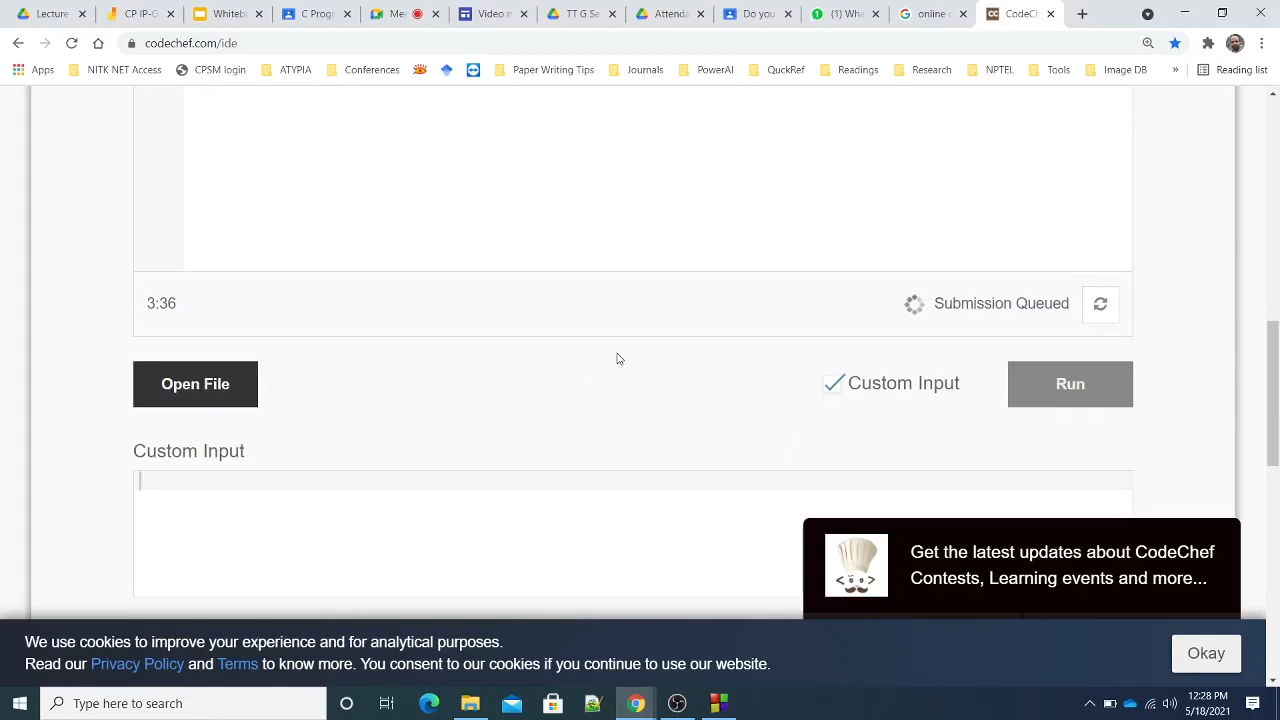 Lecture
CP IP-G
Whiteb
C Progr
Me
Video m
TT G Se
Attenda
Do you
(1) Wha
online c
CodeCh
codechef.com/ide
Apps
NITK NET Access
CPSM login
ATYPIA
Conferences
Paper Writing Tips
Journals
PowerAI
QuckRef
Readings
Research
NPTEL
Tools
Image DB
»
Reading list
3:36
Submission Queued
Open File
Custom Input
Run
Custom Input
Get the latest updates about CodeChef
Contests, Learning events and more...
We use cookies to improve your experience and for analytical purposes.
Read our Privacy Policy and Terms to know more. You consent to our cookies if you continue to use our website.
Okay
Type here to search
12:28 PM
5/18/2021